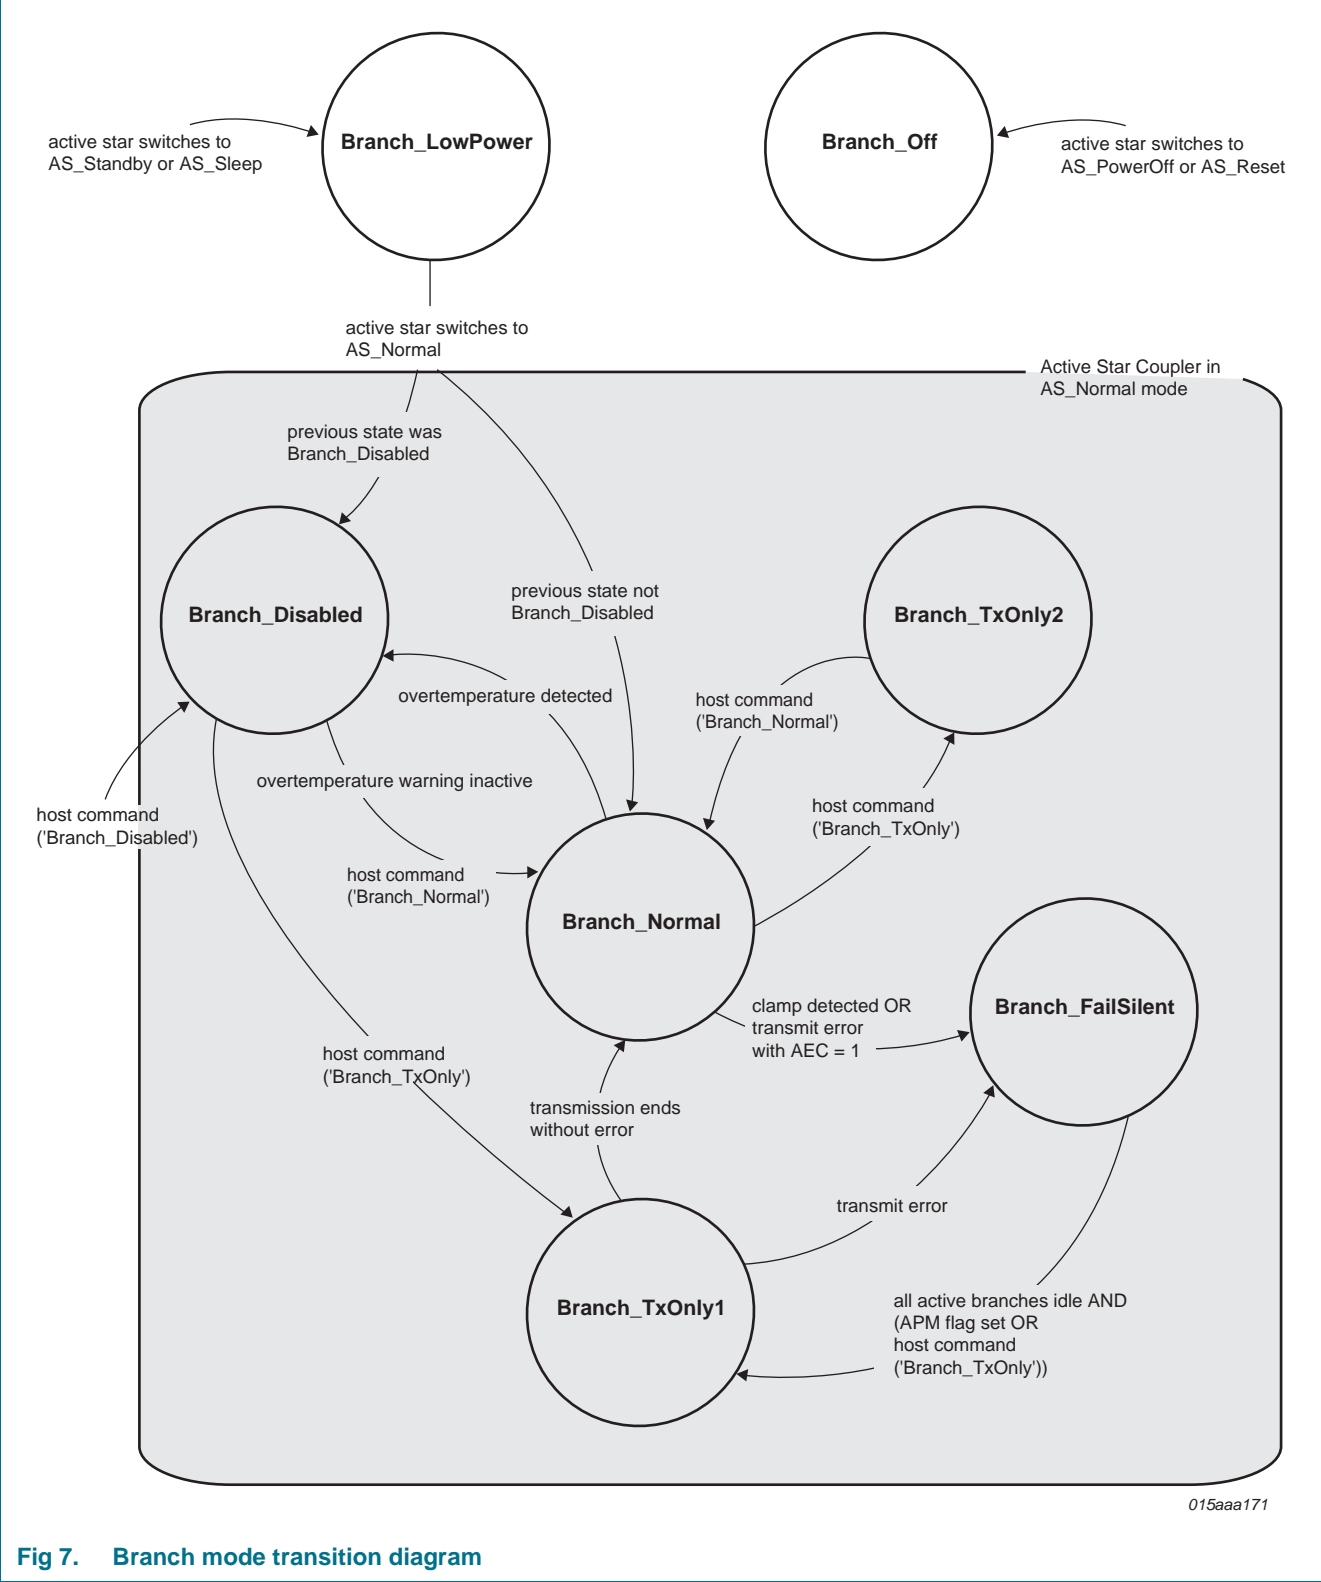 Branch_LowPower
Branch_Off
active star switches to
AS_Standby or AS_Sleep
active star switches to
AS_PowerOff or AS_Reset
active star switches to
AS_Normal
Active Star Coupler in
AS_Normal mode
previous state was
Branch_Disabled
previous state not
Branch_Disabled
Branch_Disabled
Branch_TxOnly2
overtemperature detected
host command
('Branch_Normal')
overtemperature warning inactive
host command
('Branch_Disabled')
host command
('Branch_TxOnly')
host command
('Branch_Normal')
Branch_Normal
Branch_FailSilent
clamp detected OR
transmit error
with AEC = 1
host command
('Branch_TxOnly')
transmission ends
without error
transmit error
Branch_TxOnly1
all active branches idle AND
(APM flag set OR
host command
('Branch_TxOnly'))
015aaa171
Fig 7. Branch mode transition diagram